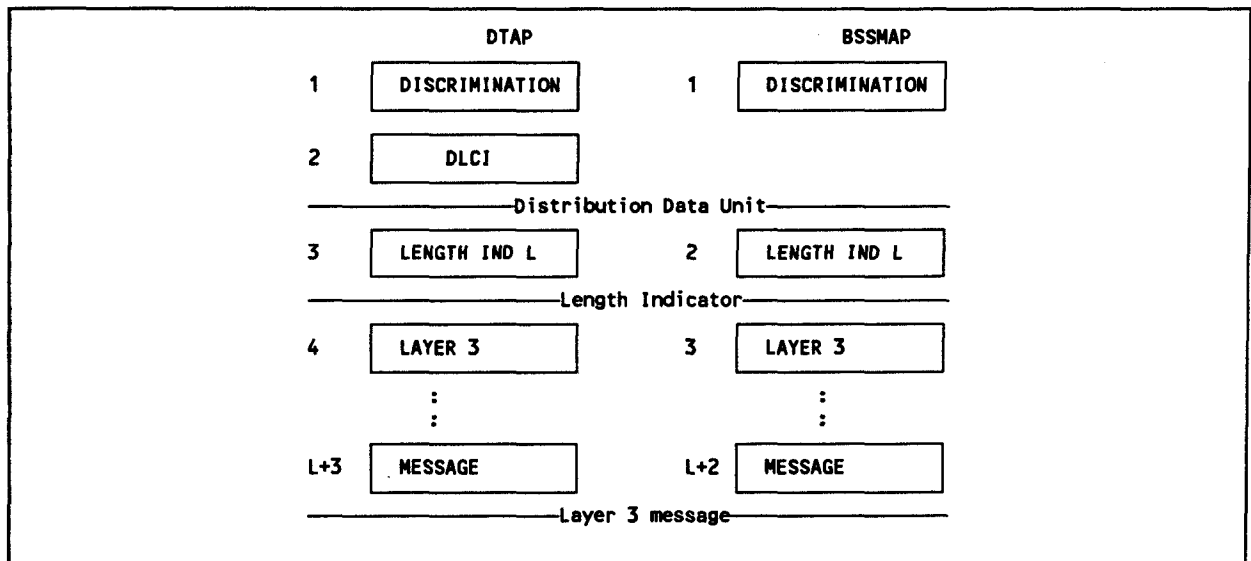 DTAP BSSMAP
1 DISCRIMINATION 1 DISCRIMINATION
2 DLCI
Distribution Data Unit
3 LENGTH IND L 2 LENGTH IND L
Length Indicator
4 LAYER 3 3 LAYER 3
: :
: :
L+3 MESSAGE L+2 MESSAGE
Layer 3 message